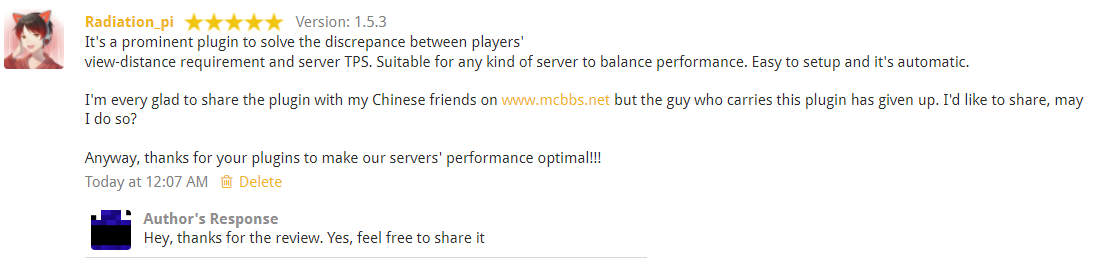 Radiation_pi Version: 1.5.3
It's a prominent plugin to solve the discrepance between players'
view-distance requirement and server TPS. Suitable for any kind of server to balance performance. Easy to setup and it's automatic.
I'm every glad to share the plugin with my Chinese friends on www.mcbbs.net but the guy who carries this plugin has given up. I'd like to share, may
I do so?
Anyway, thanks for your plugins to make our servers' performance optimal!!!
Today at 12:07 AM Delete
Author's Response
Hey, thanks for the review. Yes, feel free to share it